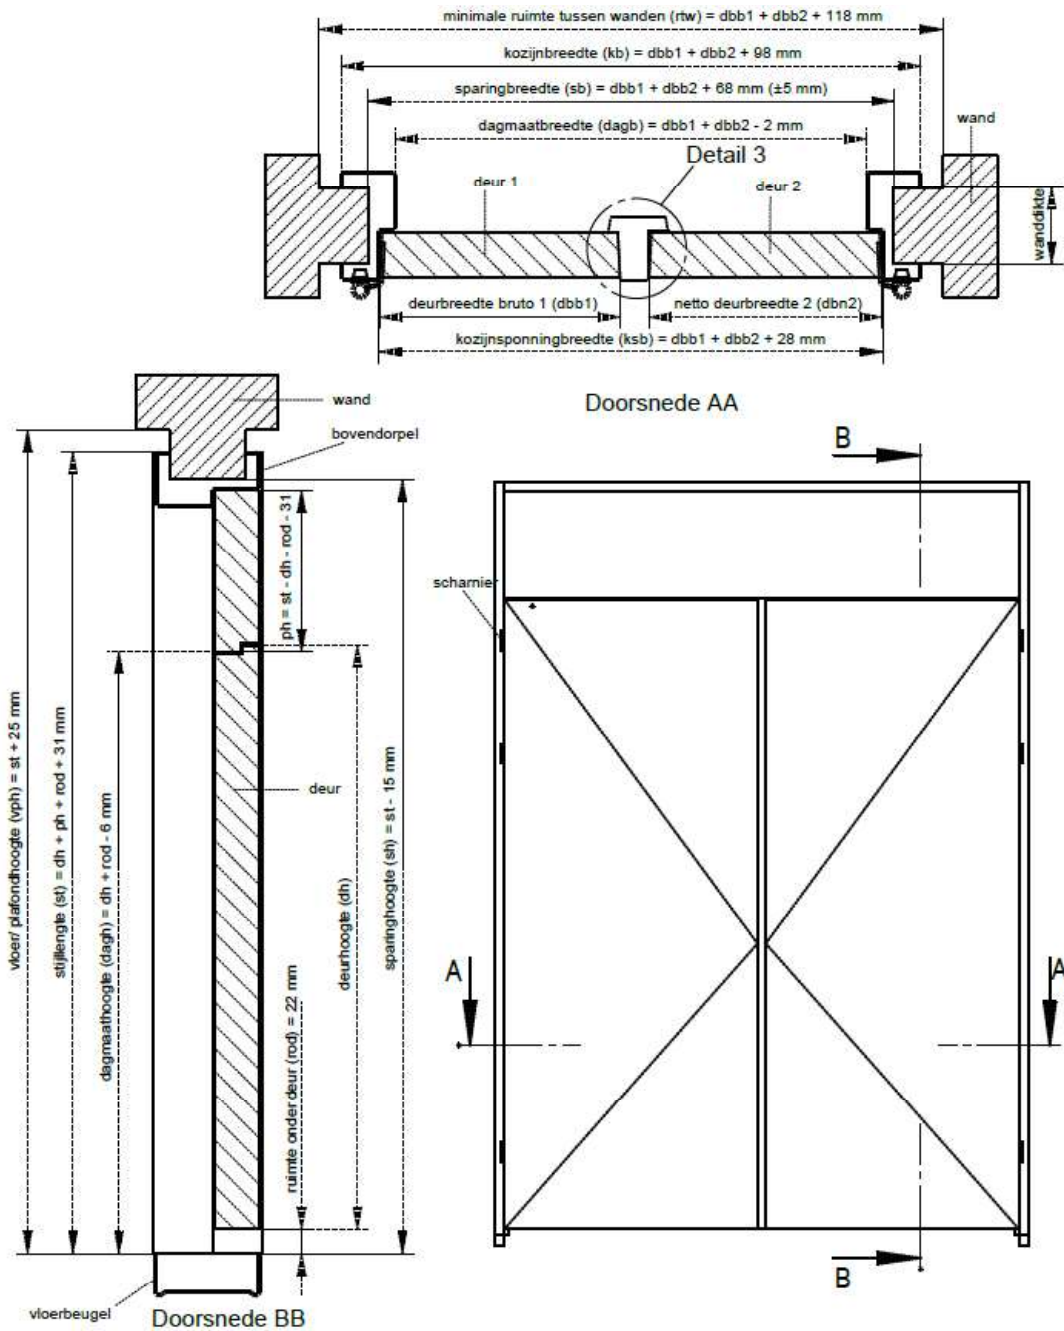 minimale ruimte tussen wanden (rtw) = dbb1 + dbb2 + 118 mm
kozijnbreedte (kb) = dbb1 + dbb2 + 98 mm
sparingbreedte (sb) = dbb1 + dbb2 + 68 mm (±5 mm)
dagmaatbreedte (dagb) = dbb1 + dbb2 - 2 mm
wand
Detail 3
deur 1
deur 2
wanddikte
deurbreedte bruto 1 (dbb1)
netto deurbreedte 2 (dbn2)
kozijnsponningbreedte (ksb) = dbb1 + dbb2 + 28 mm
Doorsnede AA
wand
bovendorpel
vloer/ plafondhoogte (vph) = st + 25 mm
stijllengte (st) = dh + ph + rod + 31 mm
dagmaathoogte (dagh) = dh + rod - 6 mm
ph = st - dh - rod - 31
deur
ruimte onder deur (rod) = 22 mm
deurhoogte (dh)
sparinghoogte (sh) = st - 15 mm
vloerbeugel
Doorsnede BB
B
scharnier
A
A
B